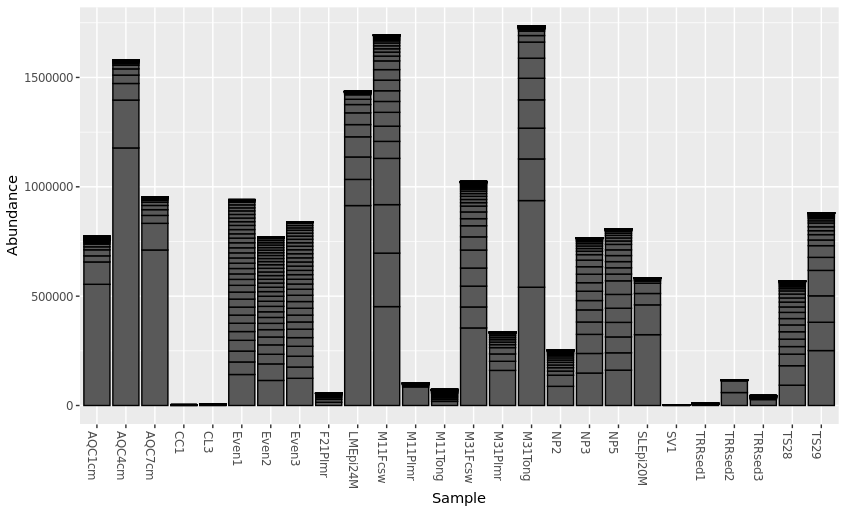 1500000
1000000
500000
0
Abundance
AQC1cm
AQC4cm
AQC7cm
CC1
CL3
Even1
Even2
Even3
F21Plmr
LMEpi24M
M11Fcsw
M11Plmr
M11Tong
M31Fcsw
M31Plmr
M31Tong
NP2
NP3
NP5
SLEpi20M
SV1
TRRsed1
TRRsed2
TRRsed3
TS28
TS29
Sample